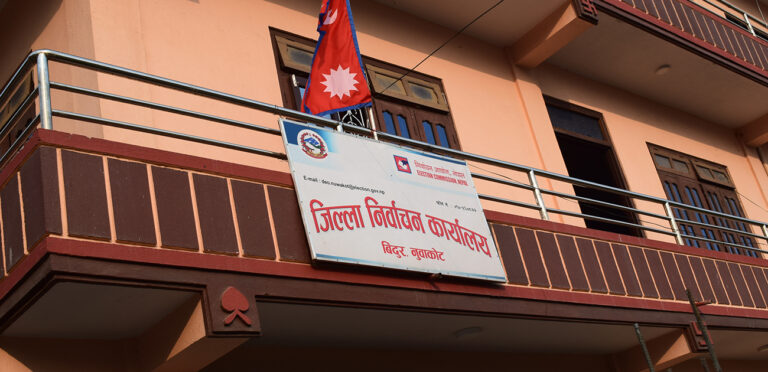 निर्वाचन आयोग, नेपाल
ELECTION COMMISSION, NEPAL
E-mail : deo.nuwakot@election.gov.np
फोन नं.
जिल्ला निर्वाचन कार्यालय
बिदुर, नुवाकोट